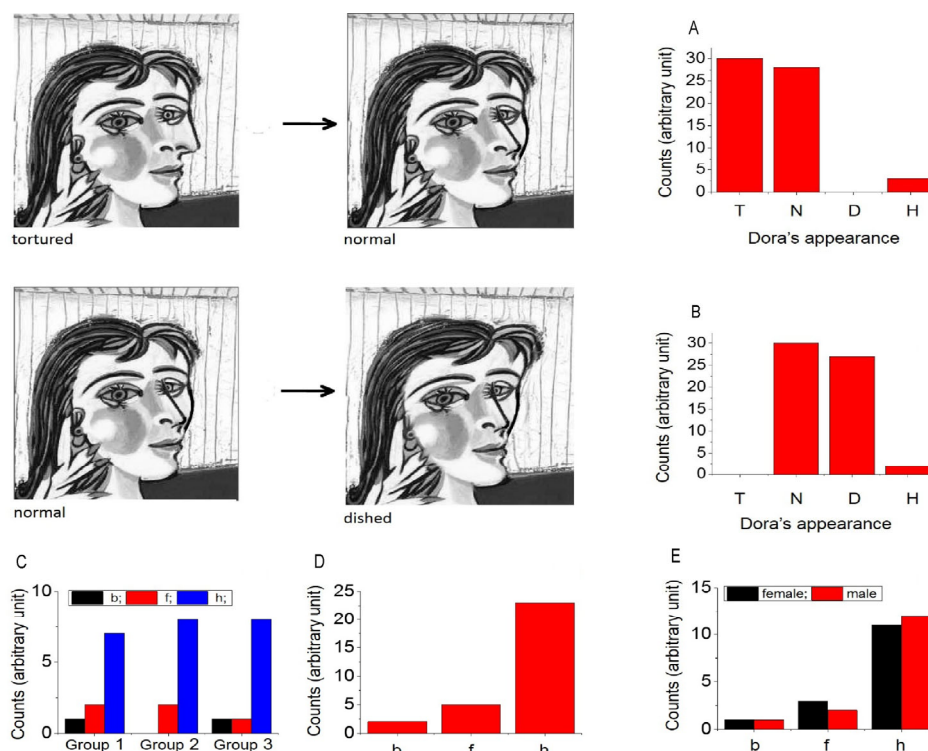 tortured
normal
A
Counts (arbitrary unit)
30
25
20
15
10
5
0
T N D H
Dora's appearance
normal
dished
B
Counts (arbitrary unit)
30
25
20
15
10
5
0
T N D H
Dora's appearance
C
Counts (arbitrary unit)
10
5
0
b; f; h;
Group 1 Group 2 Group 3
D
Counts (arbitrary unit)
25
20
15
10
5
0
b f h
E
Counts (arbitrary unit)
15
10
5
0
female; male
b f h